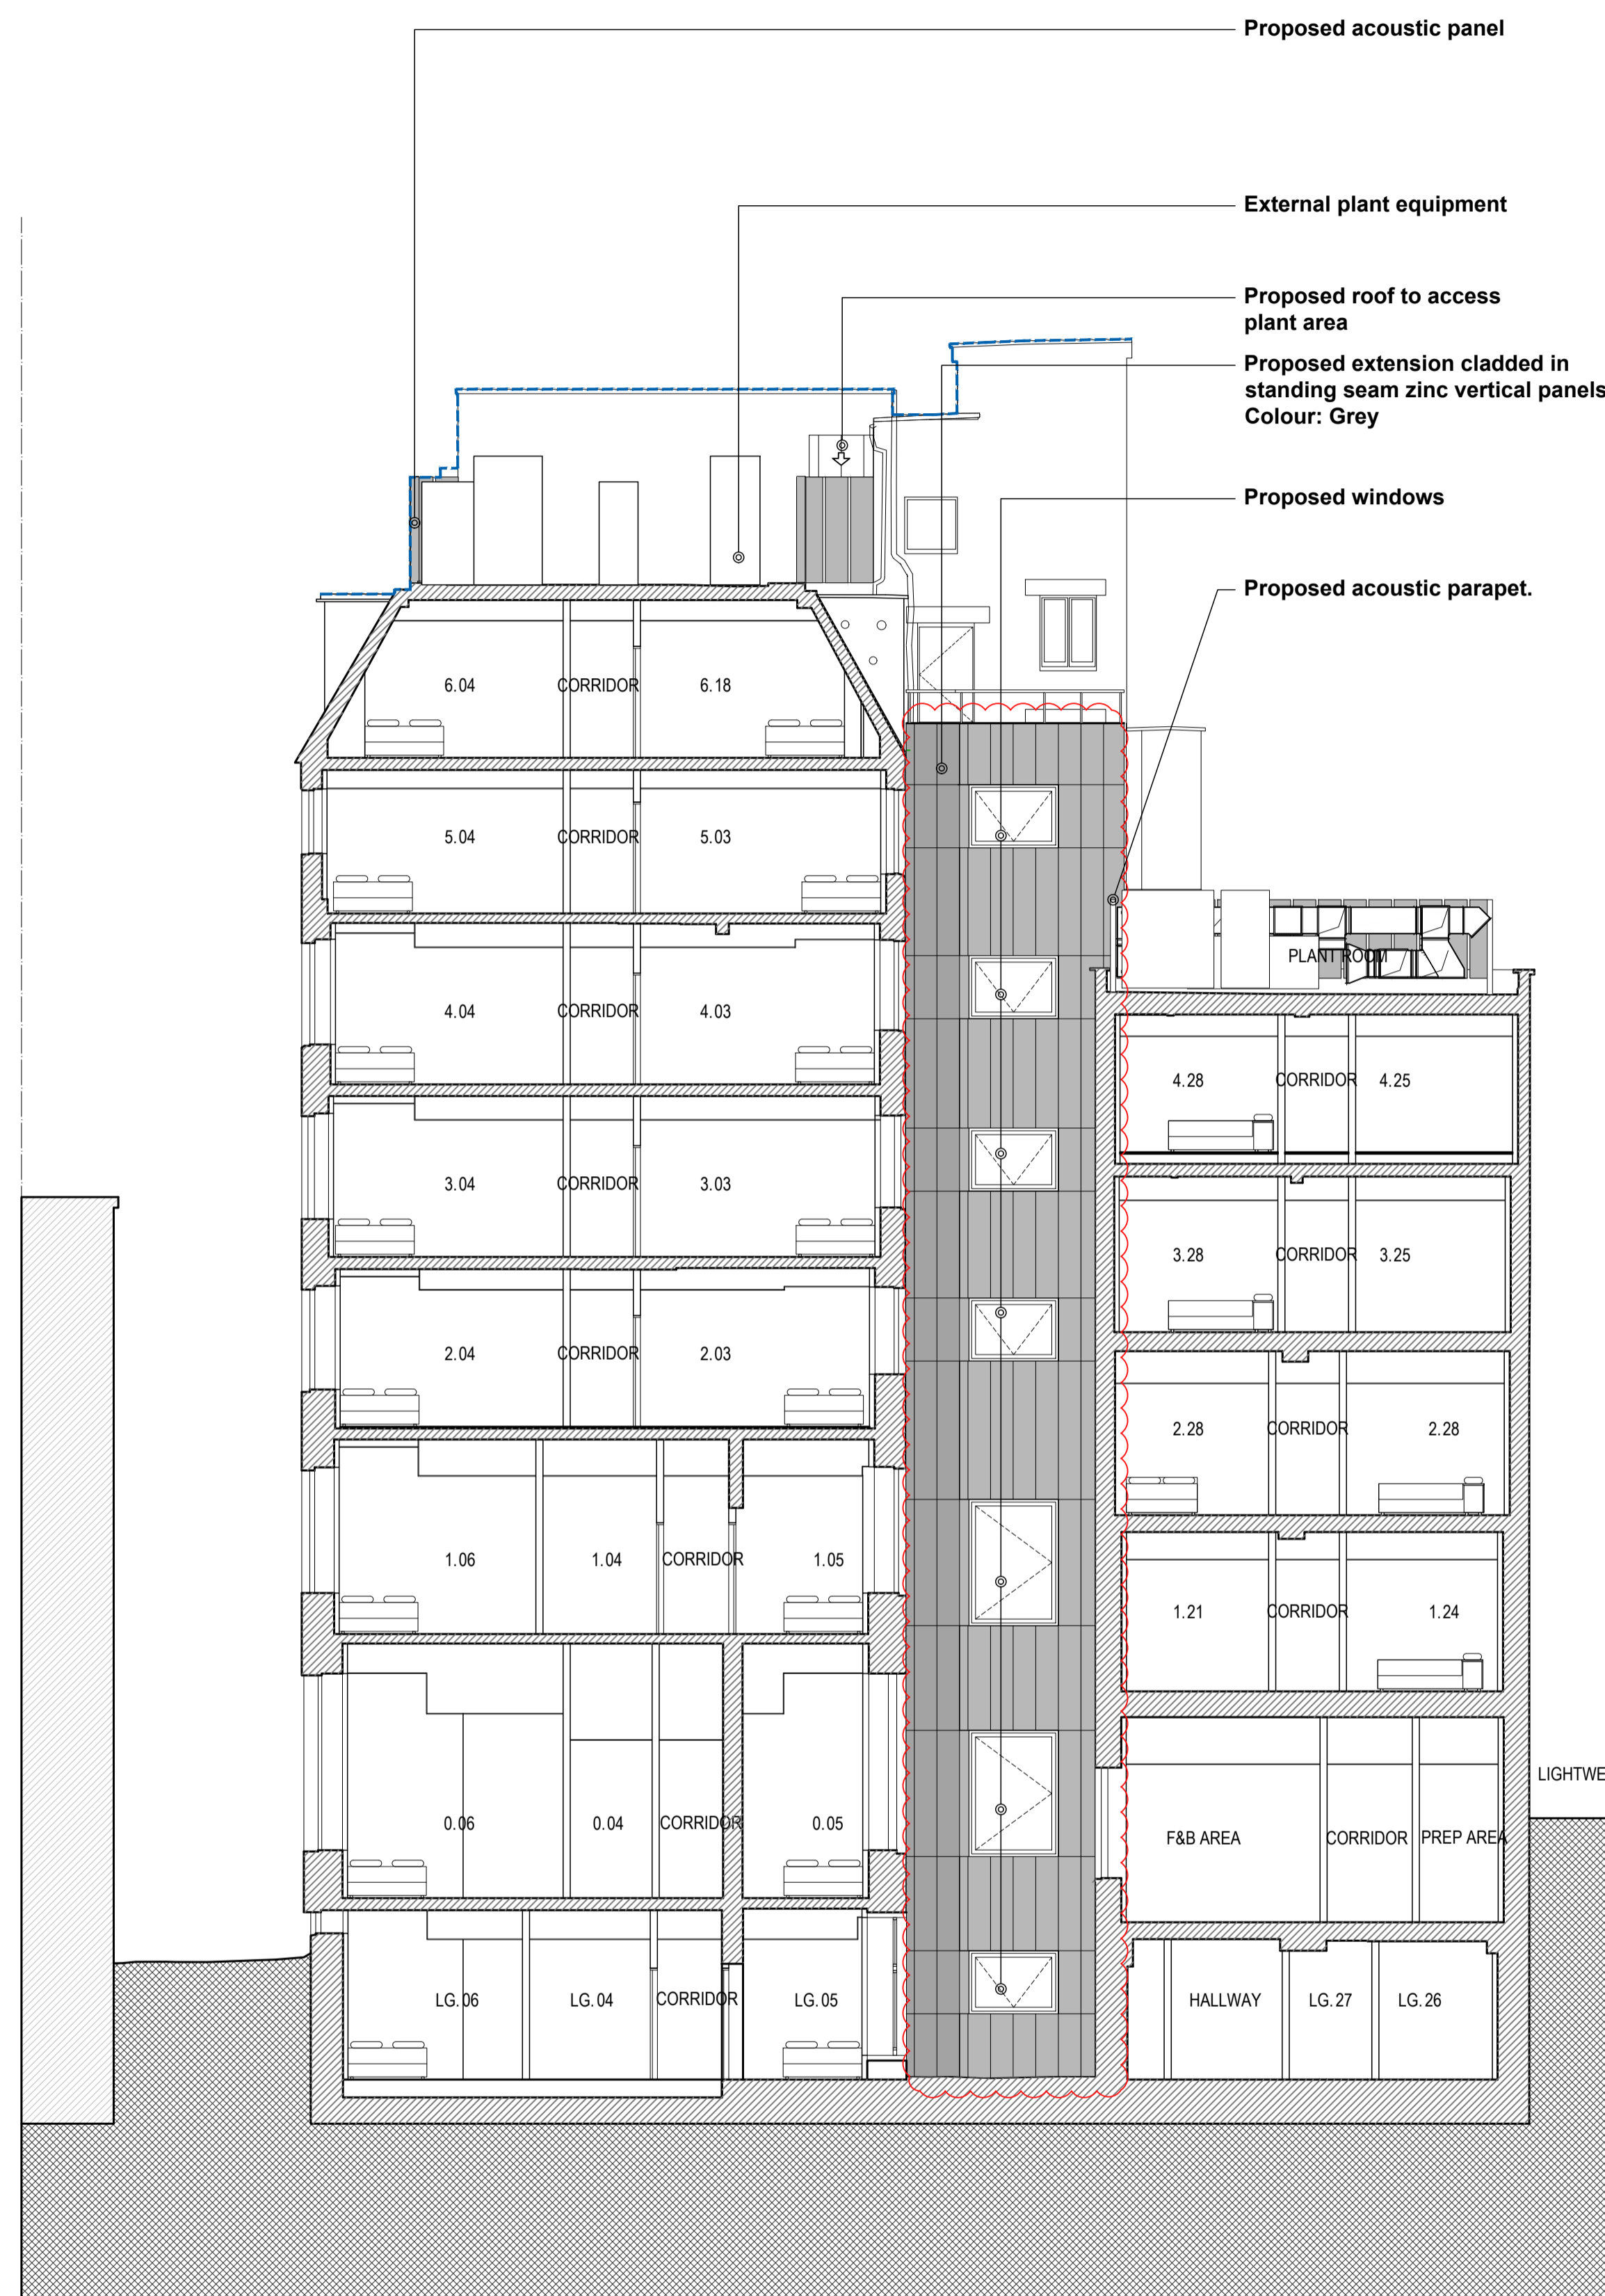 Proposed acoustic panel
External plant equipment
Proposed roof to access
plant area
Proposed extension cladded in
standing seam zinc vertical panels
Colour: Grey
Proposed windows
Proposed acoustic parapet.
6.04 CORRIDOR 6.18
5.04 CORRIDOR 5.03
PLANT ROOM
4.04 CORRIDOR 4.03
4.28 CORRIDOR 4.25
3.04 CORRIDOR 3.03
3.28 CORRIDOR 3.25
2.04 CORRIDOR 2.03
2.28 CORRIDOR 2.28
1.06 1.04 CORRIDOR 1.05
1.21 CORRIDOR 1.24
LIGHTWE
0.06 0.04 CORRIDOR 0.05
F&B AREA CORRIDOR PREP AREA
LG.06 LG.04 CORRIDOR LG.05
HALLWAY LG.27 LG.26